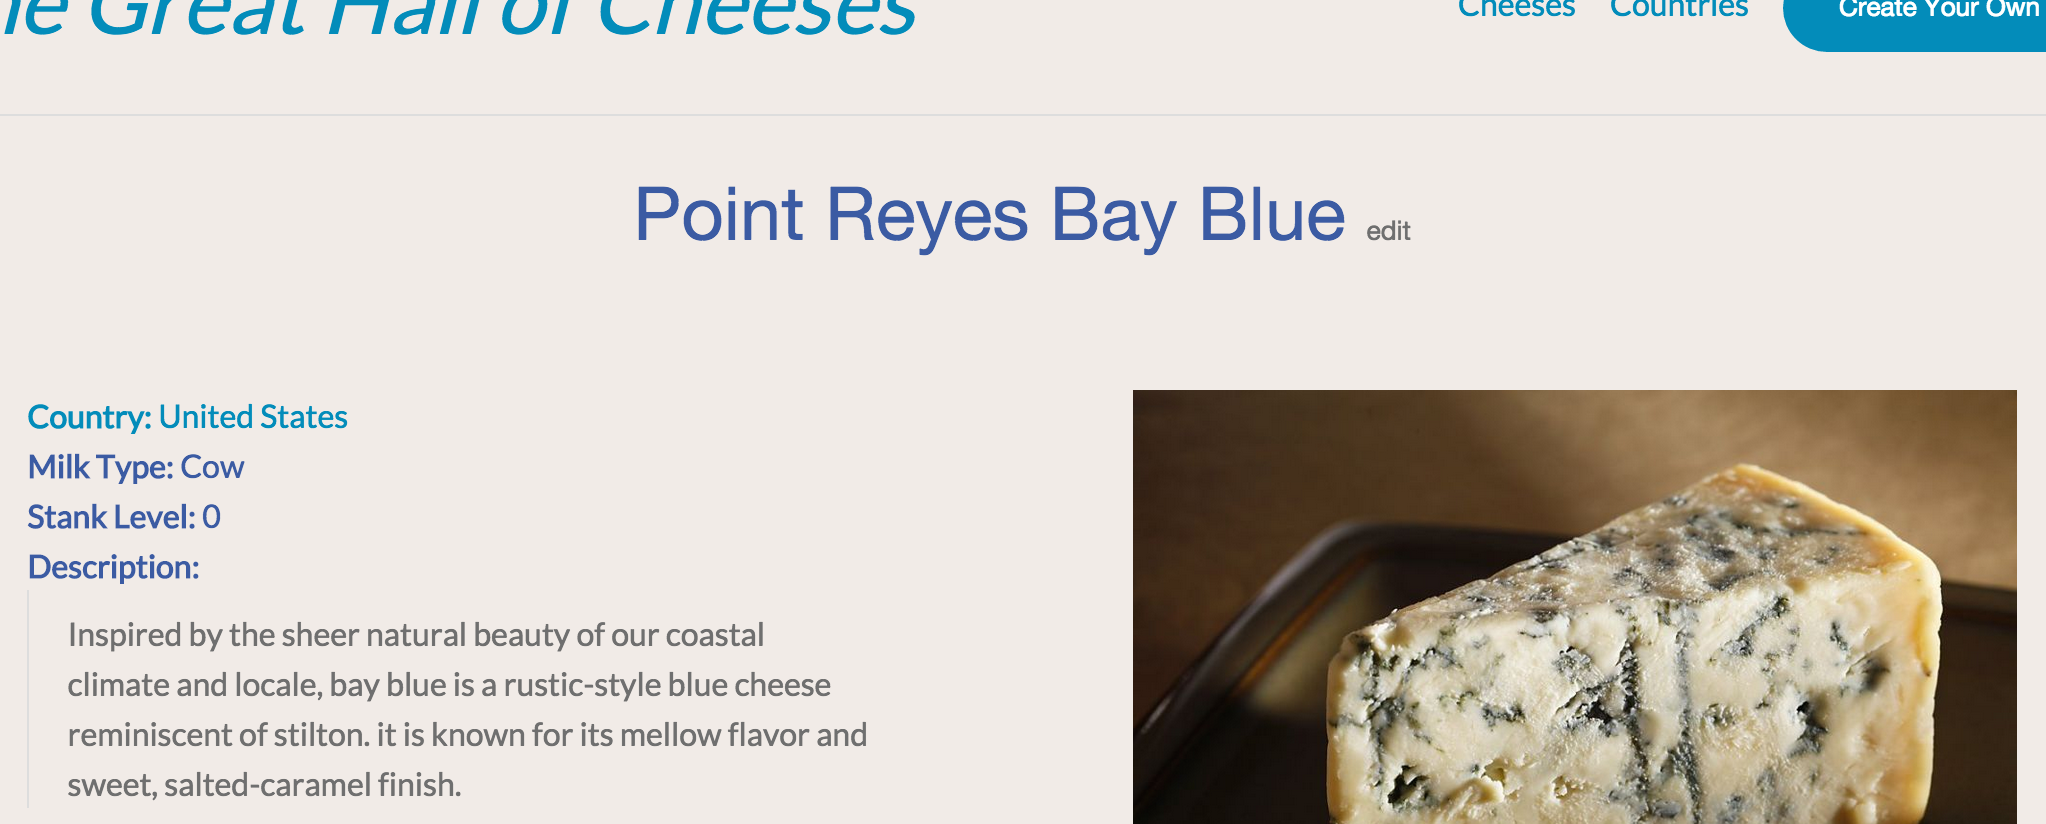 Great Hall of Cheeses
Cheeses Countries Create Your Own
Point Reyes Bay Blue edit
Country: United States
Milk Type: Cow
Stank Level: 0
Description:
Inspired by the sheer natural beauty of our coastal
climate and locale, bay blue is a rustic-style blue cheese
reminiscent of stilton. it is known for its mellow flavor and
sweet, salted-caramel finish.